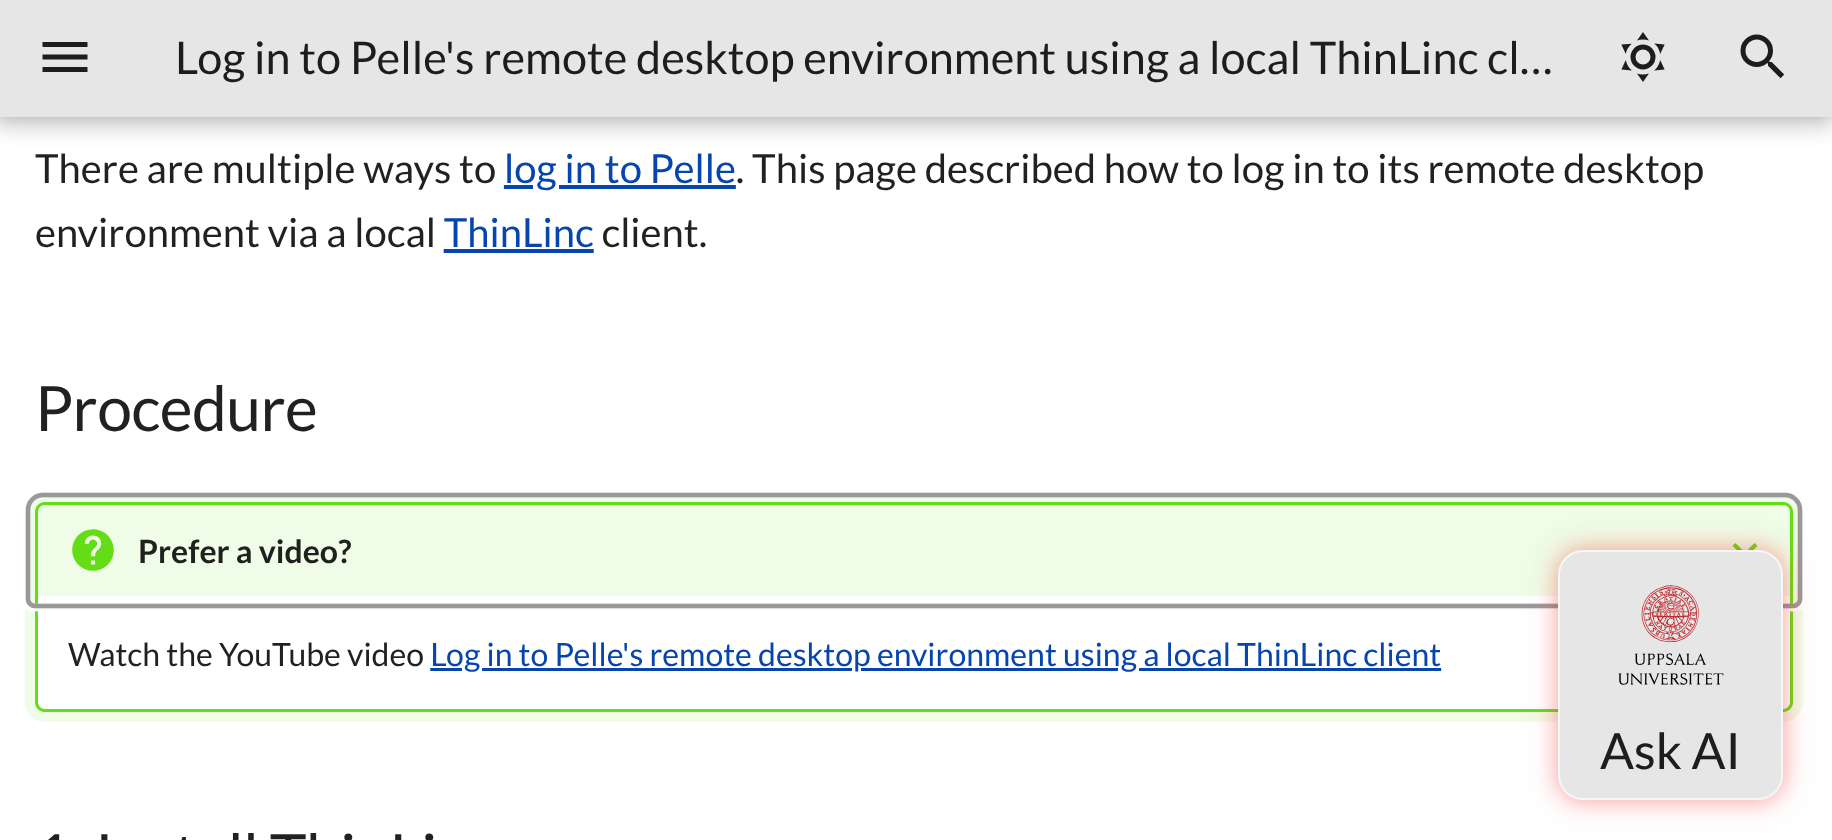 Log in to Pelle's remote desktop environment using a local ThinLinc cl...
There are multiple ways to log in to Pelle. This page described how to log in to its remote desktop
environment via a local ThinLinc client.
Procedure
Prefer a video?
Watch the YouTube video Log in to Pelle's remote desktop environment using a local ThinLinc client
UPPSALA
UNIVERSITET
Ask AI